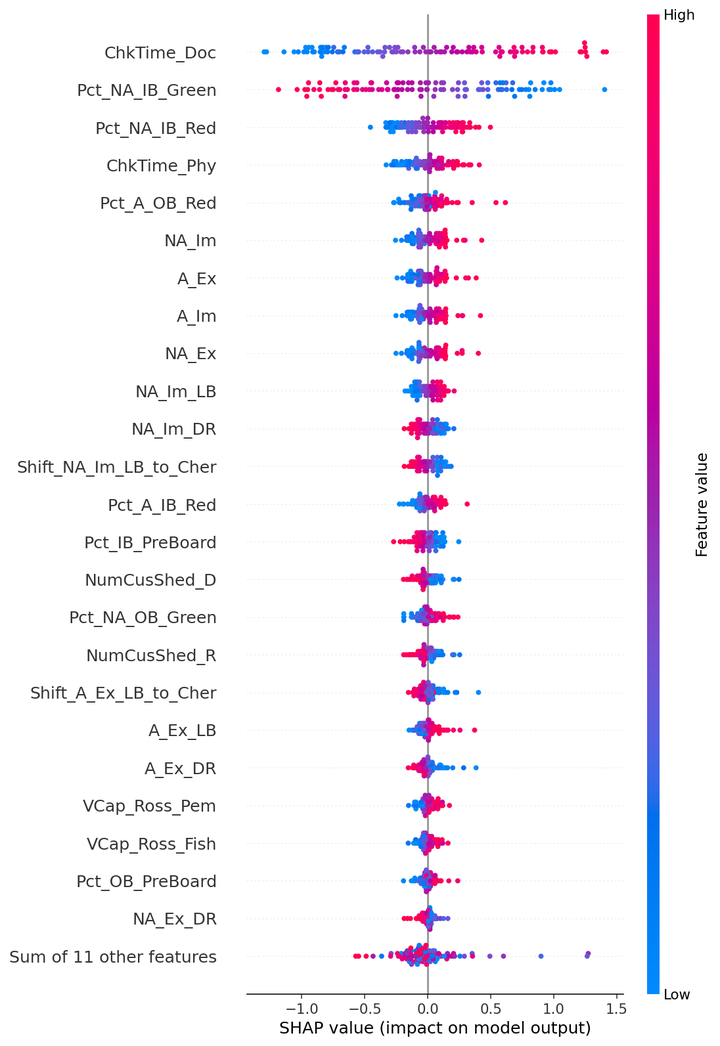 High
ChkTime_Doc
Pct_NA_IB_Green
Pct_NA_IB_Red
ChkTime_Phy
Pct_A_OB_Red
NA_Im
A_Ex
A_Im
NA_Ex
NA_Im_LB
NA_Im_DR
Shift_NA_Im_LB_to_Cher
Pct_A_IB_Red
Pct_IB_PreBoard
NumCusShed_D
Pct_NA_OB_Green
NumCusShed_R
Shift_A_Ex_LB_to_Cher
A_Ex_LB
A_Ex_DR
VCap_Ross_Pem
VCap_Ross_Fish
Pct_OB_PreBoard
NA_Ex_DR
Sum of 11 other features
Feature value
Low
−1.0 −0.5 0.0 0.5 1.0 1.5
SHAP value (impact on model output)